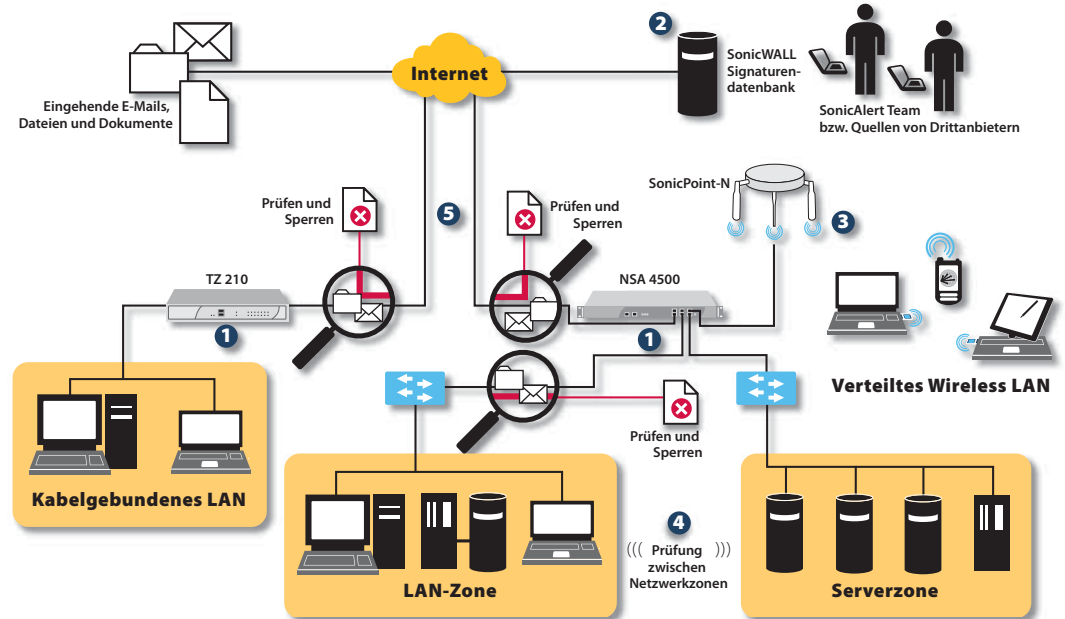 2
Internet
SonicWALL
Signaturen-
datenbank
Eingehende E-Mails,
Dateien und Dokumente
SonicAlert Team
bzw. Quellen von Drittanbietern
SonicPoint-N
Prüfen und
Sperren
5
Prüfen und
Sperren
3
TZ 210
NSA 4500
1
1
Verteiltes Wireless LAN
Prüfen und
Sperren
Kabelgebundenes LAN
4
((( Prüfung )))
zwischen
Netzwerkzonen
LAN-Zone
Serverzone